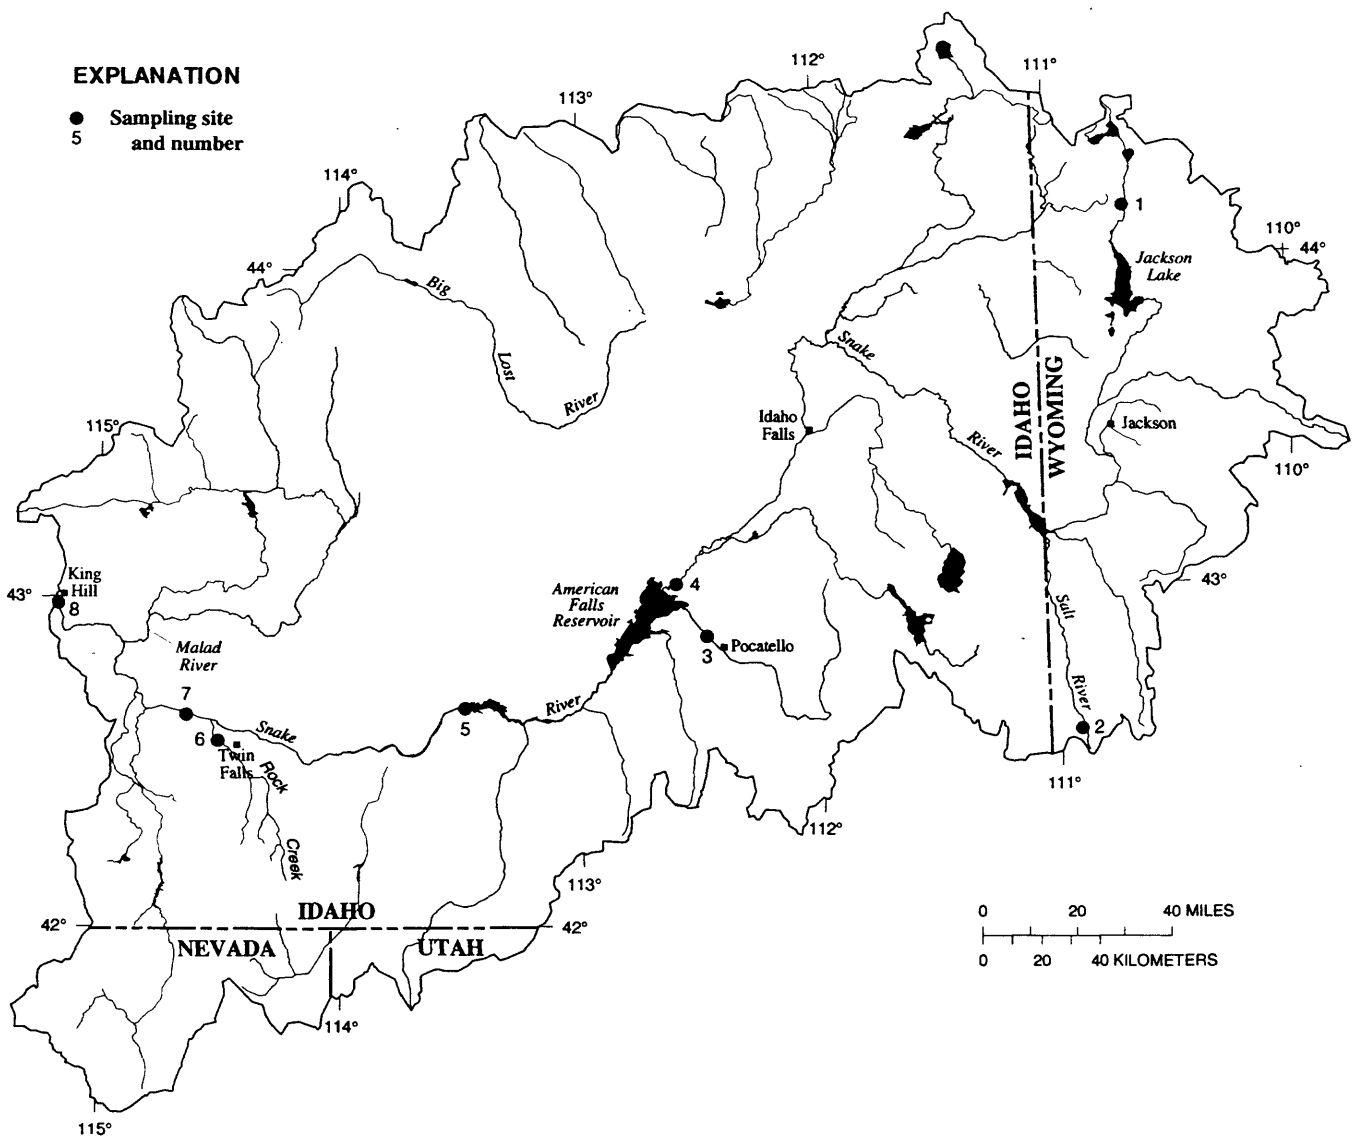 EXPLANATION
Sampling site
5 and number
112°
111°
113°
114°
1
110°
44°
44°
Jackson
Lake
Big
Snake
Lost
River
IDAHO
WYOMING
Idaho
Falls
Jackson
115°
River
110°
King
Hill
43°
8
American
Falls
Reservoir
4
43°
Salt
Malad
River
3
Pocatello
7
River
River
2
Snake
5
6
Twin
Falls
Rock
111°
112°
Creek
113°
IDAHO
42°
42°
NEVADA
UTAH
0 20 40 MILES
0 20 40 KILOMETERS
114°
115°